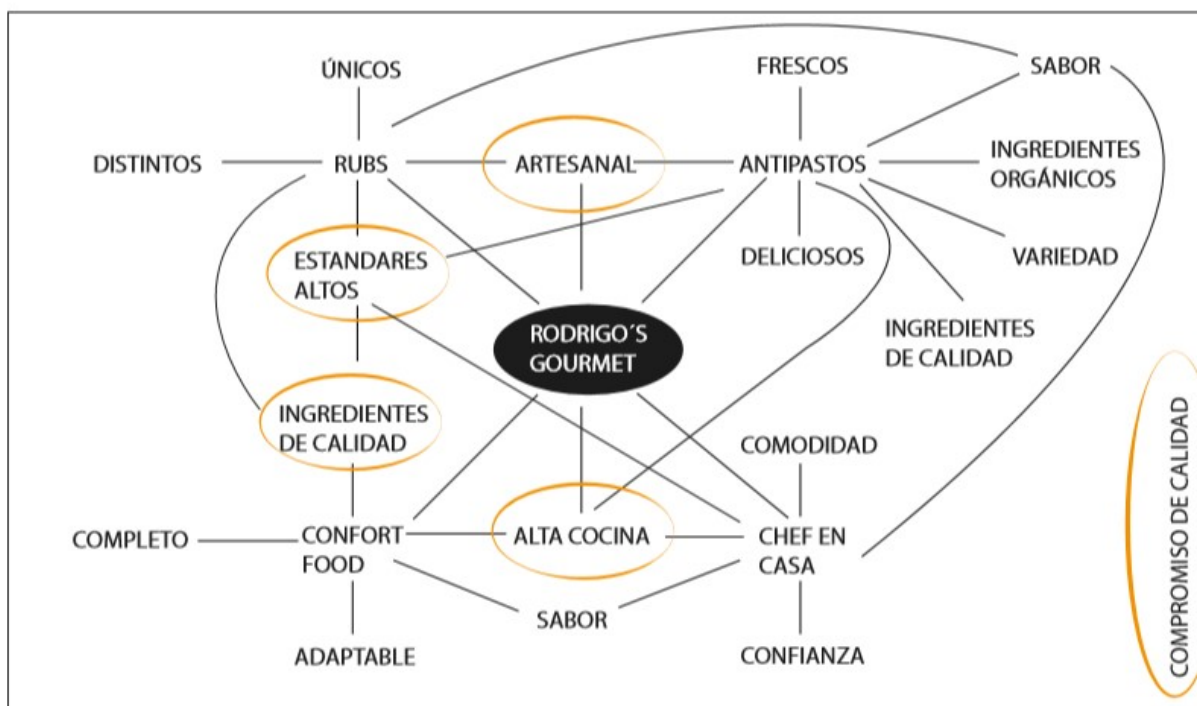 ÚNICOS
FRESCOS
SABOR
DISTINTOS
RUBS
ARTESANAL
ANTIPASTOS
INGREDIENTES
ORGÁNICOS
ESTANDARES
ALTOS
DELICIOSOS
VARIEDAD
RODRIGO´S
GOURMET
INGREDIENTES
DE CALIDAD
INGREDIENTES
DE CALIDAD
COMODIDAD
COMPLETO
CONFORT
FOOD
ALTA COCINA
CHEF EN
CASA
SABOR
ADAPTABLE
CONFIANZA
COMPROMISO DE CALIDAD